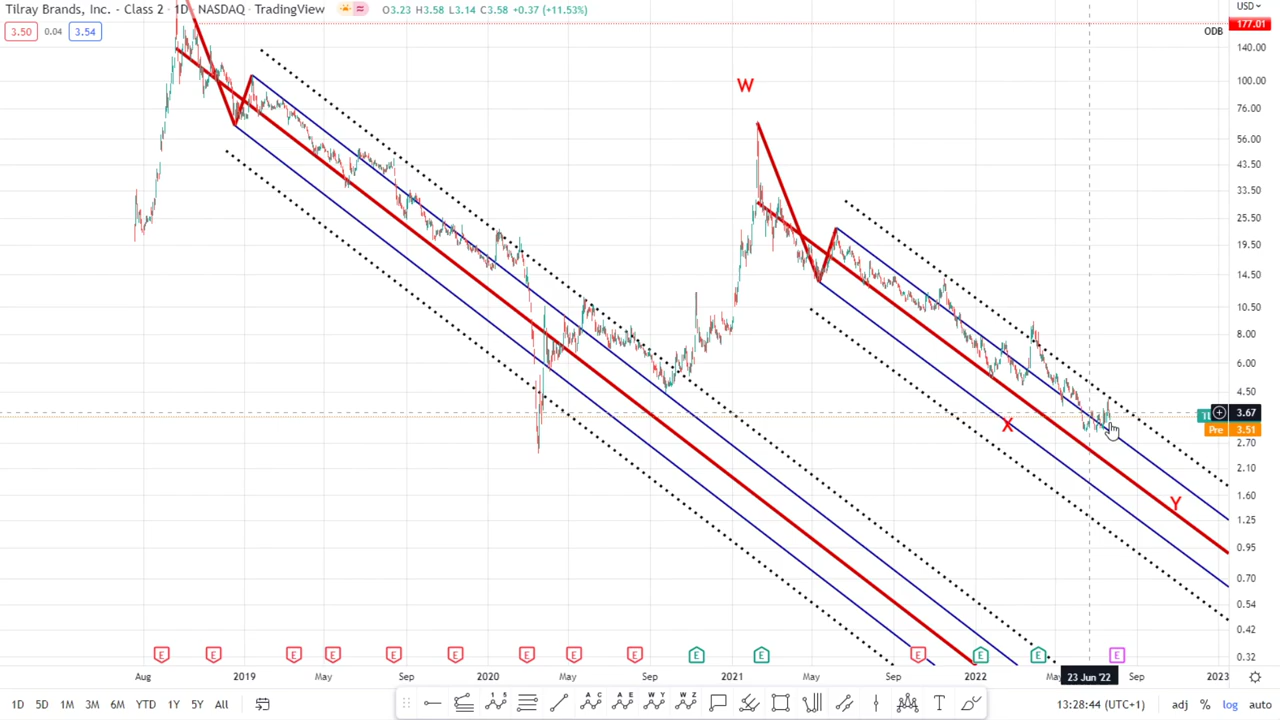 Tilray Brands, Inc. - Class 2 · 1D · NASDAQ · TradingView O3.23 H3.58 L3.14 C3.58 +0.37 (+11.53%)
3.50 0.04 3.54
USD
177.01
ODB
140.00
100.00
76.00
56.00
43.50
33.50
25.50
19.50
14.50
10.50
8.00
6.00
4.50
3.67
Pre 3.51
2.70
2.10
1.60
1.25
0.95
0.70
0.54
0.42
0.32
W
X
Y
E E E E E E E E E E E E E E E
Aug 2019 May Sep 2020 May Sep 2021 May Sep 2022 23 Jun '22 Sep 2023
1D 5D 1M 3M 6M YTD 1Y 5Y All 13:28:44 (UTC+1) adj % log auto